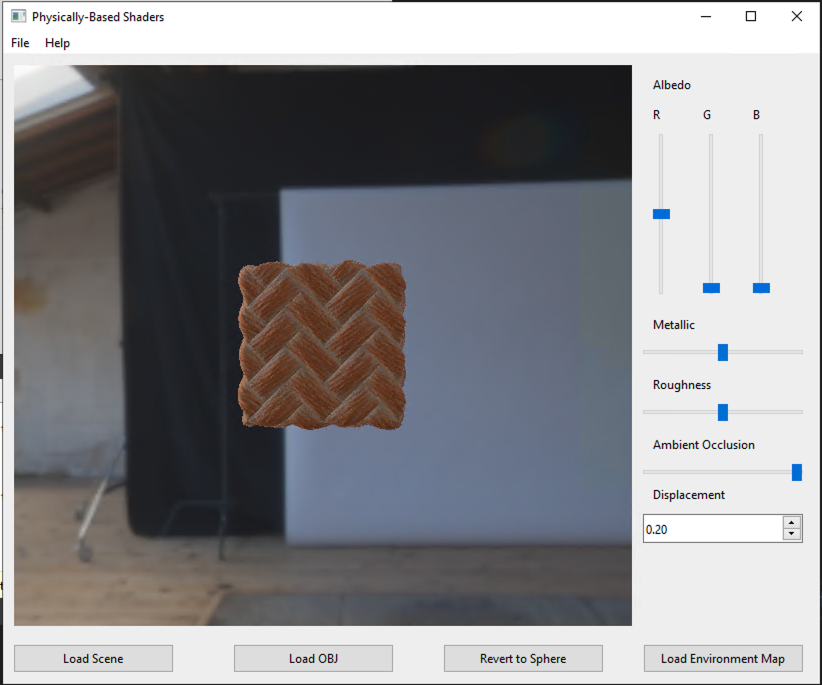 Physically-Based Shaders
File Help
Albedo
R G B
Metallic
Roughness
Ambient Occlusion
Displacement
0.20
Load Scene Load OBJ Revert to Sphere Load Environment Map